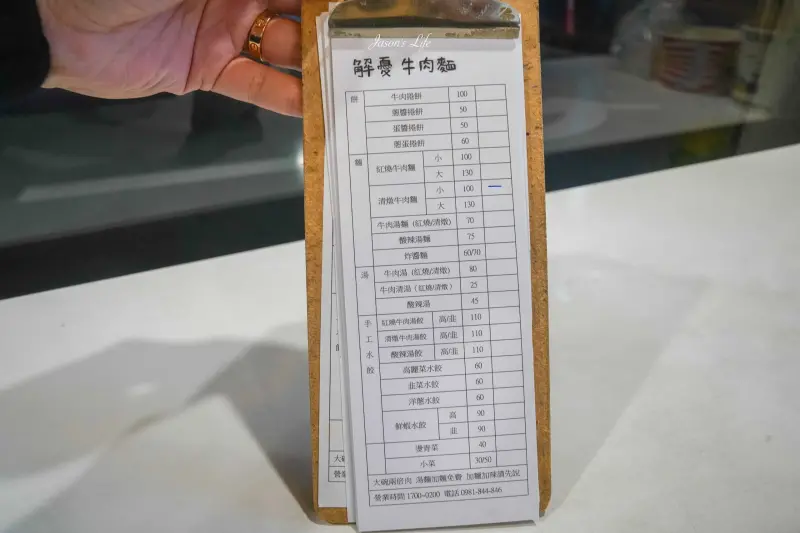 Jason's Life
解憂 牛肉麵
餅
牛肉捲餅 100
蔥醬捲餅 50
蛋醬捲餅 50
蔥蛋捲餅 60
麵
紅燒牛肉麵 小 100
大 130
清燉牛肉麵 小 100
大 130
牛肉湯麵 (紅燒/清燉) 70
酸辣湯麵 75
炸醬麵 60/70
湯
牛肉湯 (紅燒/清燉) 80
牛肉清湯 (紅燒/清燉) 25
酸辣湯 45
手工水餃
紅燒牛肉湯餃 高/韭 110
清燉牛肉湯餃 高/韭 110
酸辣湯餃 高/韭 110
高麗菜水餃 60
韭菜水餃 60
洋蔥水餃 60
鮮蝦水餃 高 90
韭 90
燙青菜 40
小菜 30/50
大碗兩倍肉 湯麵加麵免費 加麵加辣請先說
營業時間 1700~0200 電話 0981-844-846
大碗
營業